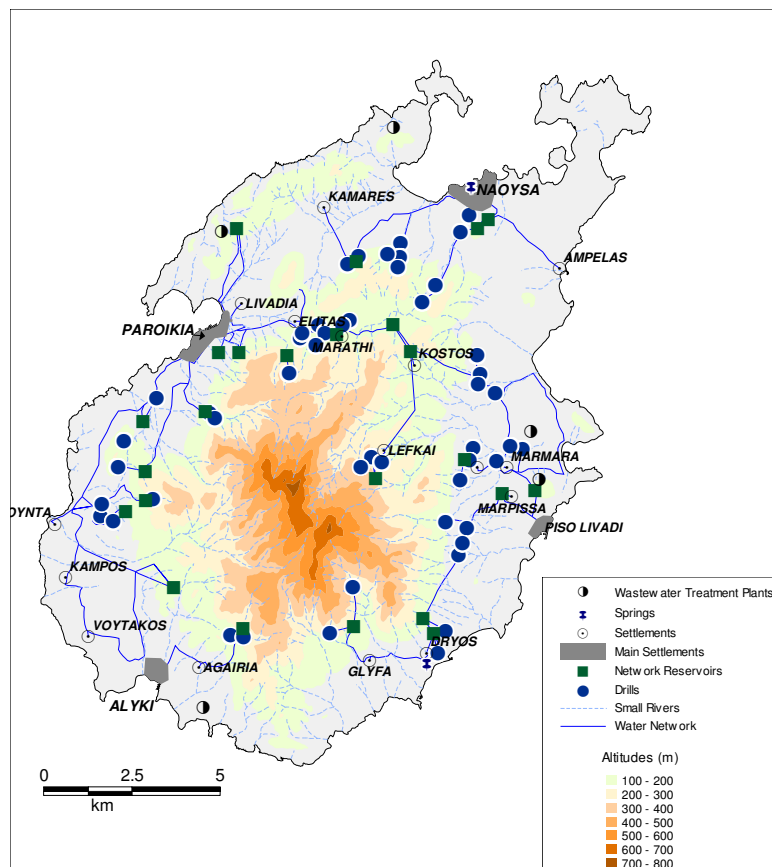 NAOYSA
KAMARES
AMPELAS
LIVADIA
ELITAS
PAROIKIA
MARATHI
KOSTOS
LEFKAI
MARMARA
MARPISSA
OYNTA
PISO LIVADI
KAMPOS
VOYTAKOS
DRYOS
GLYFA
AGAIRIA
ALYKI
0 2.5 5
km
Wastewater Treatment Plants
Springs
Settlements
Main Settlements
Network Reservoirs
Drills
Small Rivers
Water Network
Altitudes (m)
100 - 200
200 - 300
300 - 400
400 - 500
500 - 600
600 - 700
700 - 800